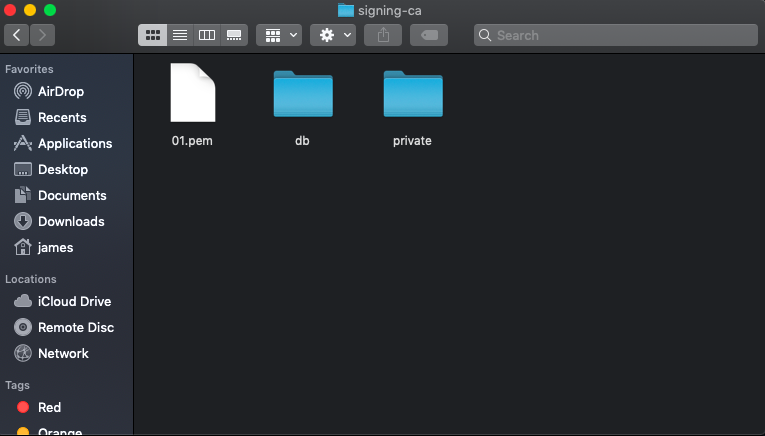 signing-ca
Search
Favorites
AirDrop
Recents
Applications
Desktop
Documents
Downloads
james
Locations
iCloud Drive
Remote Disc
Network
Tags
Red
Orange
01.pem
db
private